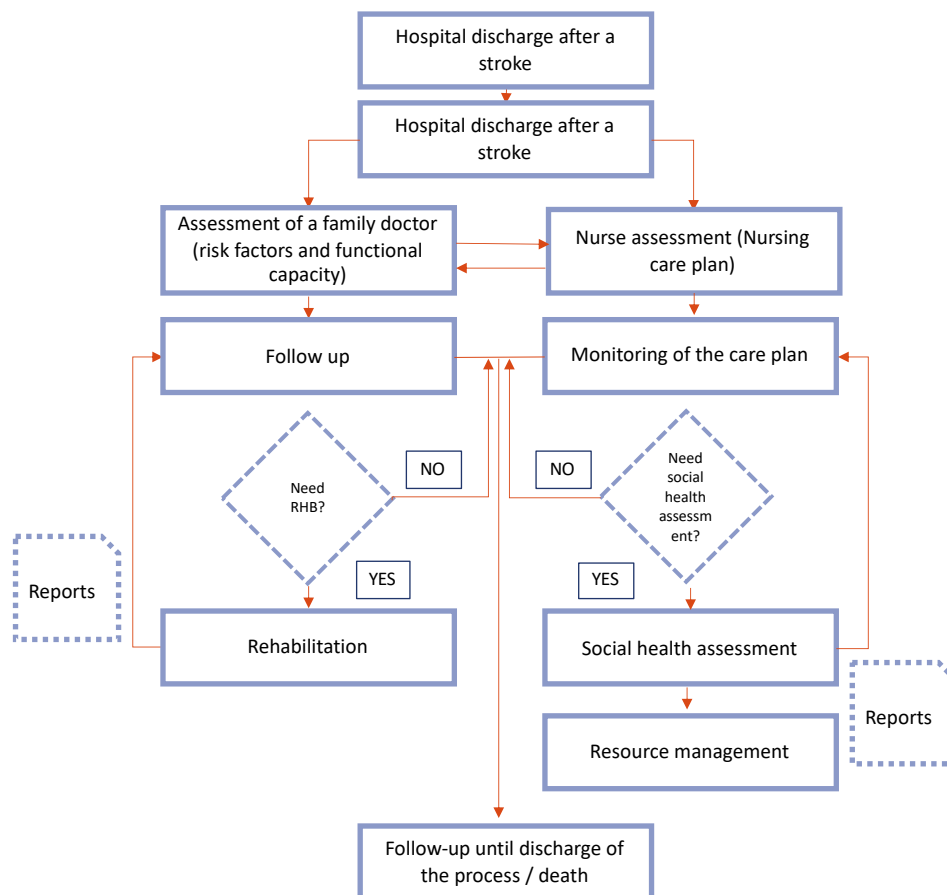 Hospital discharge after a
stroke
Hospital discharge after a
stroke
Assessment of a family doctor
(risk factors and functional
capacity)
Nurse assessment (Nursing
care plan)
Follow up
Monitoring of the care plan
NO
NO
Need
RHB?
Need
social
health
assessm
ent?
Reports
YES
YES
Rehabilitation
Social health assessment
Reports
Resource management
Follow-up until discharge of
the process / death